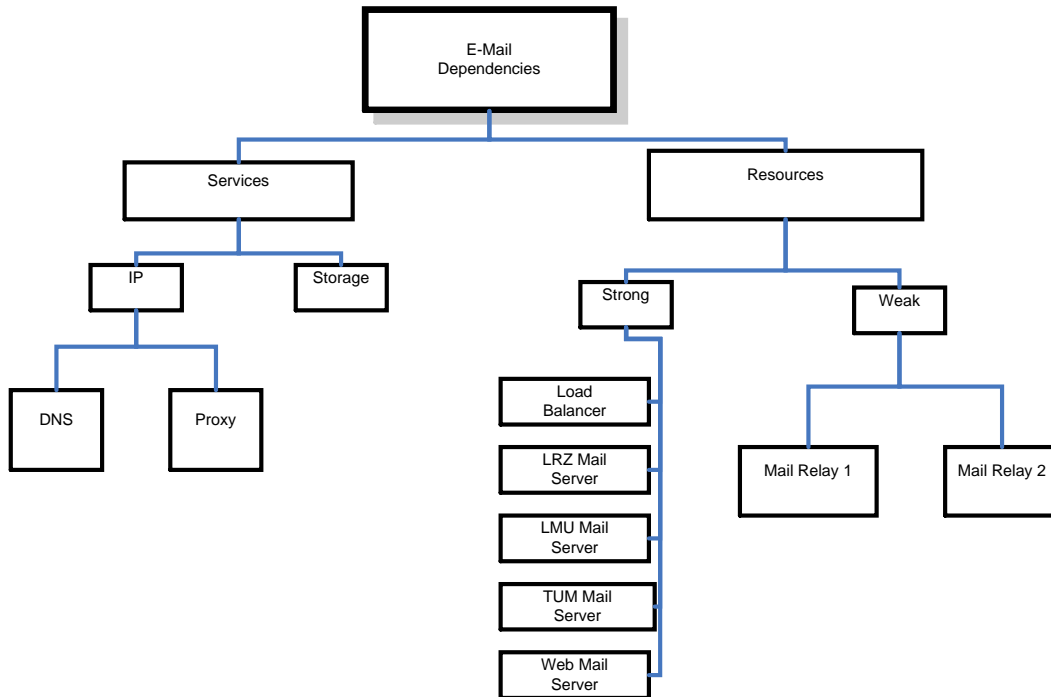 E-Mail
Dependencies
Services
Resources
IP
Storage
Strong
Weak
DNS
Proxy
Load
Balancer
LRZ Mail
Server
LMU Mail
Server
TUM Mail
Server
Web Mail
Server
Mail Relay 1
Mail Relay 2